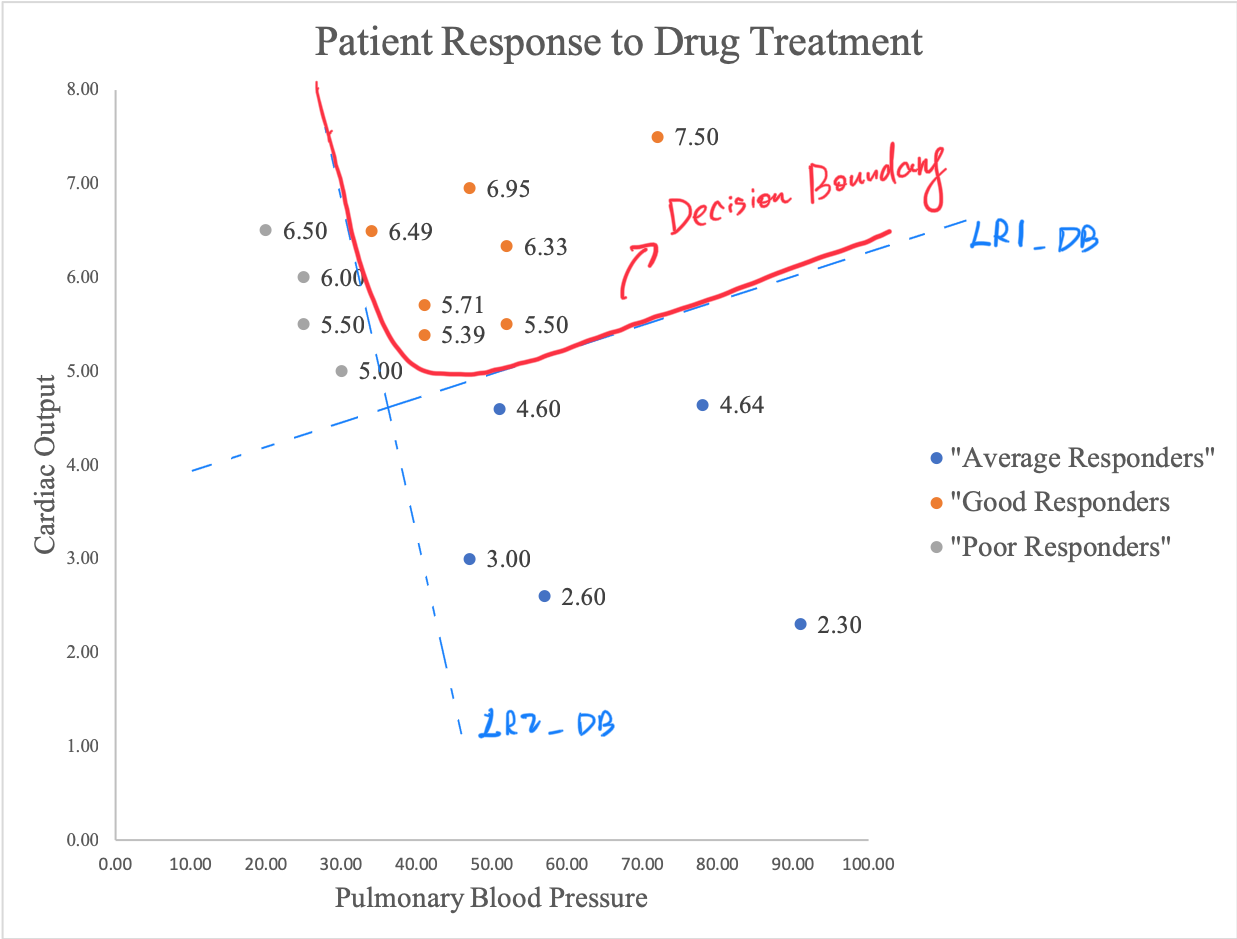 Patient Response to Drug Treatment
8.00
7.00
6.00
5.00
4.00
3.00
2.00
1.00
0.00
Cardiac Output
7.50
6.95
6.50
6.49
6.33
6.00
5.71
5.50
5.39
5.50
5.00
4.60
4.64
3.00
2.60
2.30
Decision Boundary
LR1_DB
LR2_DB
"Average Responders"
"Good Responders
"Poor Responders"
0.00 10.00 20.00 30.00 40.00 50.00 60.00 70.00 80.00 90.00 100.00
Pulmonary Blood Pressure